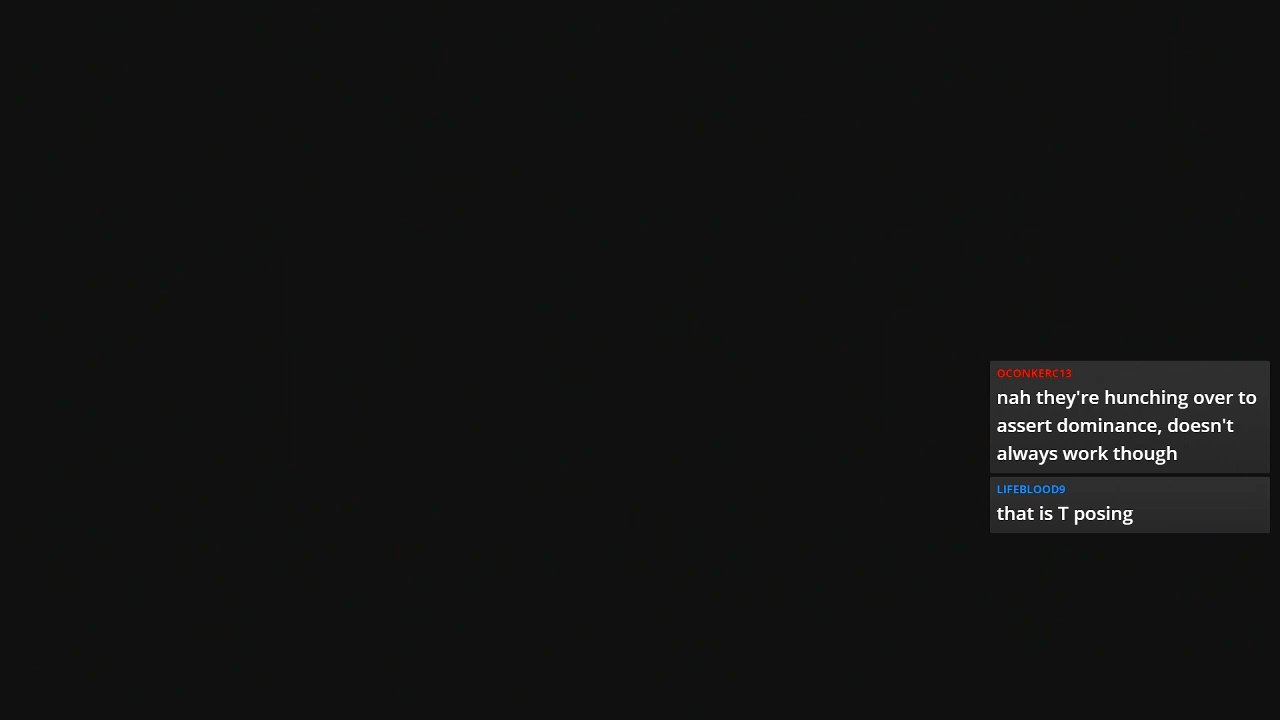 OCONKERC13
nah they're hunching over to
assert dominance, doesn't
always work though
LIFEBLOOD9
that is T posing